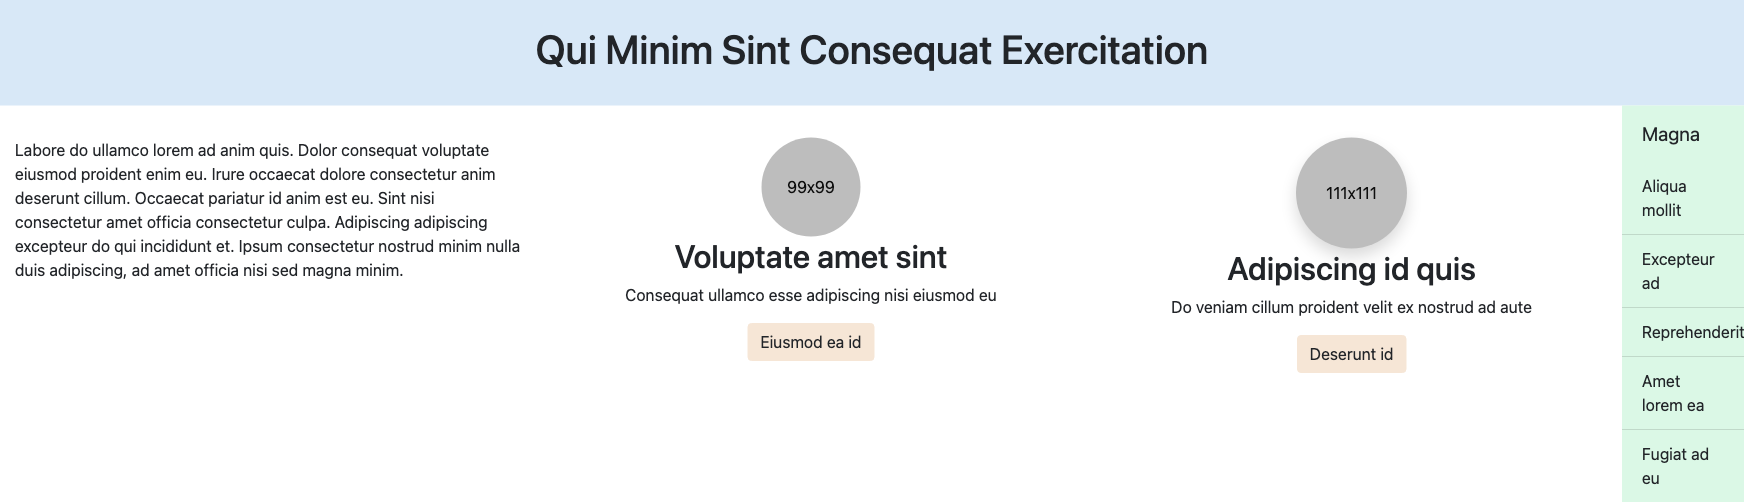 Qui Minim Sint Consequat Exercitation
Labore do ullamco lorem ad anim quis. Dolor consequat voluptate
eiusmod proident enim eu. Irure occaecat dolore consectetur anim
deserunt cillum. Occaecat pariatur id anim est eu. Sint nisi
consectetur amet officia consectetur culpa. Adipiscing adipiscing
excepteur do qui incididunt et. Ipsum consectetur nostrud minim nulla
duis adipiscing, ad amet officia nisi sed magna minim.
99x99
Voluptate amet sint
Consequat ullamco esse adipiscing nisi eiusmod eu
Eiusmod ea id
111x111
Adipiscing id quis
Do veniam cillum proident velit ex nostrud ad aute
Deserunt id
Magna
Aliqua
mollit
Excepteur
ad
Reprehenderit
Amet
lorem ea
Fugiat ad
eu